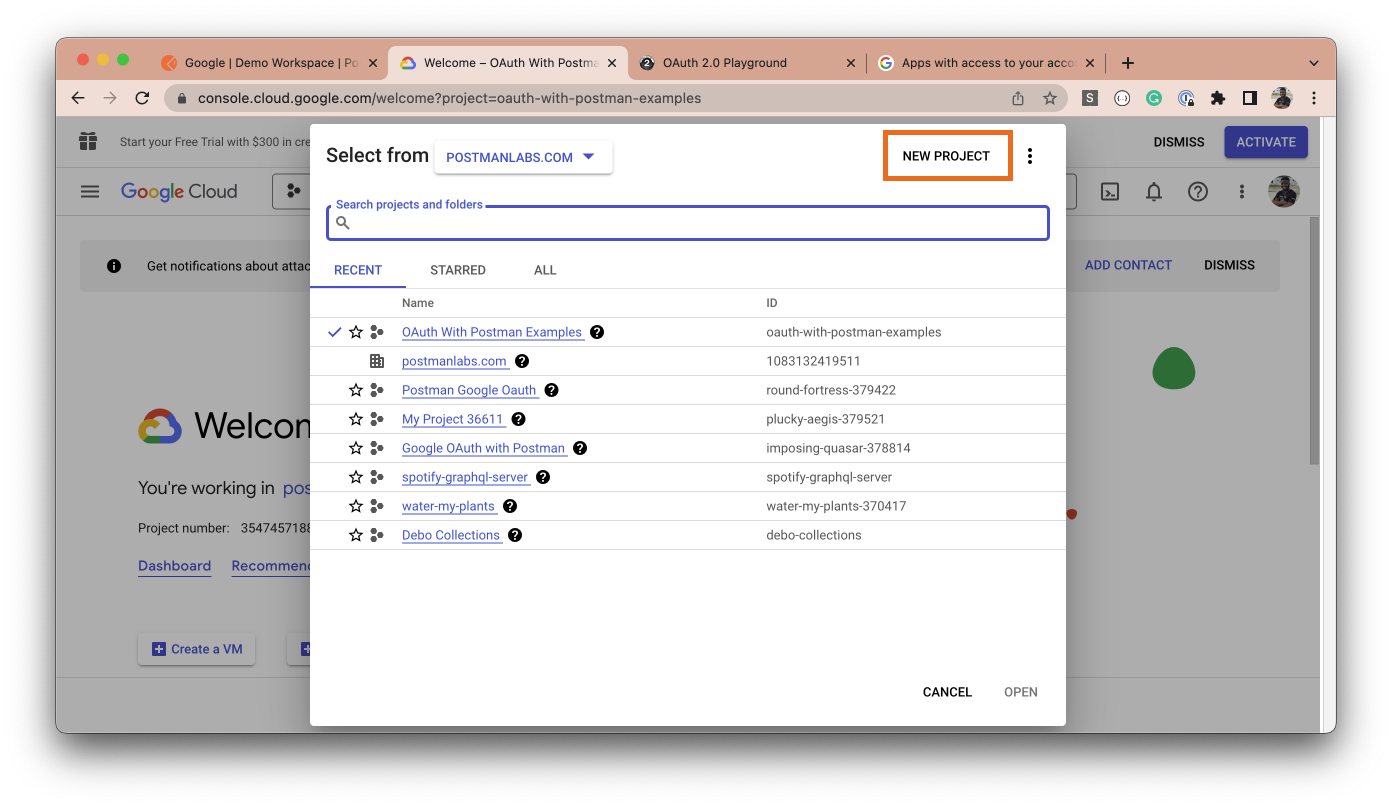 Google | Demo Workspace | Po
Welcome – OAuth With Postma
OAuth 2.0 Playground
Apps with access to your acco
console.cloud.google.com/welcome?project=oauth-with-postman-examples
Start your Free Trial with $300 in cre
DISMISS
ACTIVATE
Select from
POSTMANLABS.COM
NEW PROJECT
Google Cloud
Search projects and folders
Get notifications about attac
ADD CONTACT
DISMISS
RECENT
STARRED
ALL
Name
ID
OAuth With Postman Examples
oauth-with-postman-examples
postmanlabs.com
1083132419511
Postman Google Oauth
round-fortress-379422
My Project 36611
plucky-aegis-379521
Google OAuth with Postman
imposing-quasar-378814
spotify-graphql-server
spotify-graphql-server
water-my-plants
water-my-plants-370417
Debo Collections
debo-collections
Welcom
You're working in pos
Project number: 3547457188
Dashboard
Recommen
Create a VM
CANCEL
OPEN